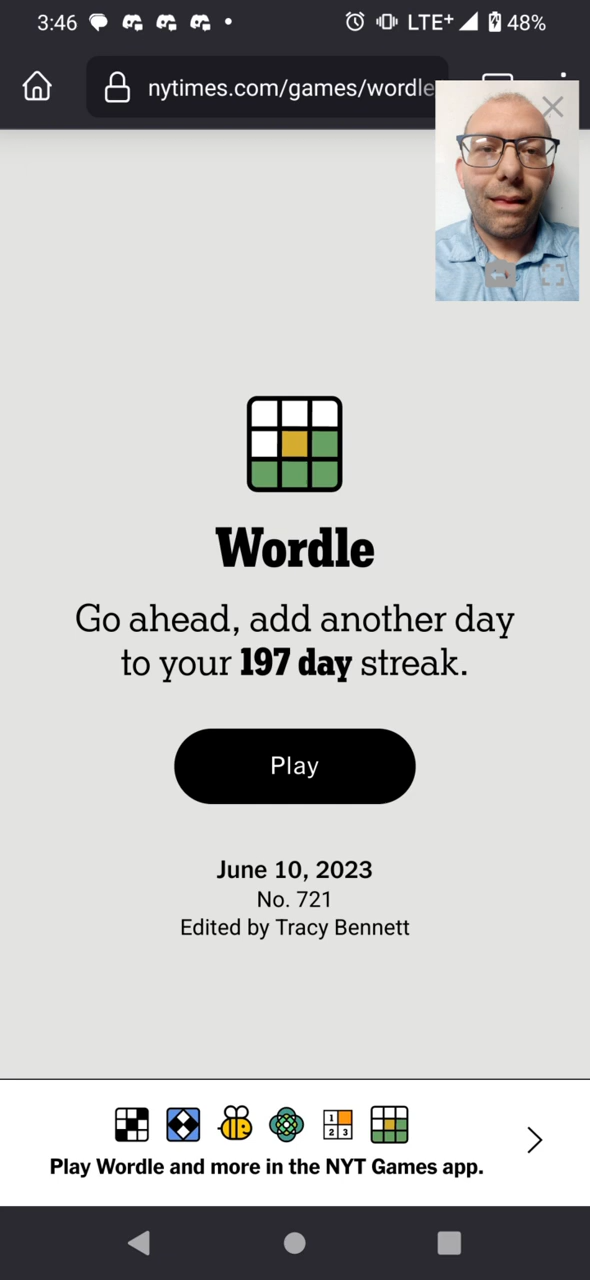 3:46 LTE+ 48%
nytimes.com/games/wordle
Wordle
Go ahead, add another day
to your 197 day streak.
Play
June 10, 2023
No. 721
Edited by Tracy Bennett
1
2 3
Play Wordle and more in the NYT Games app.